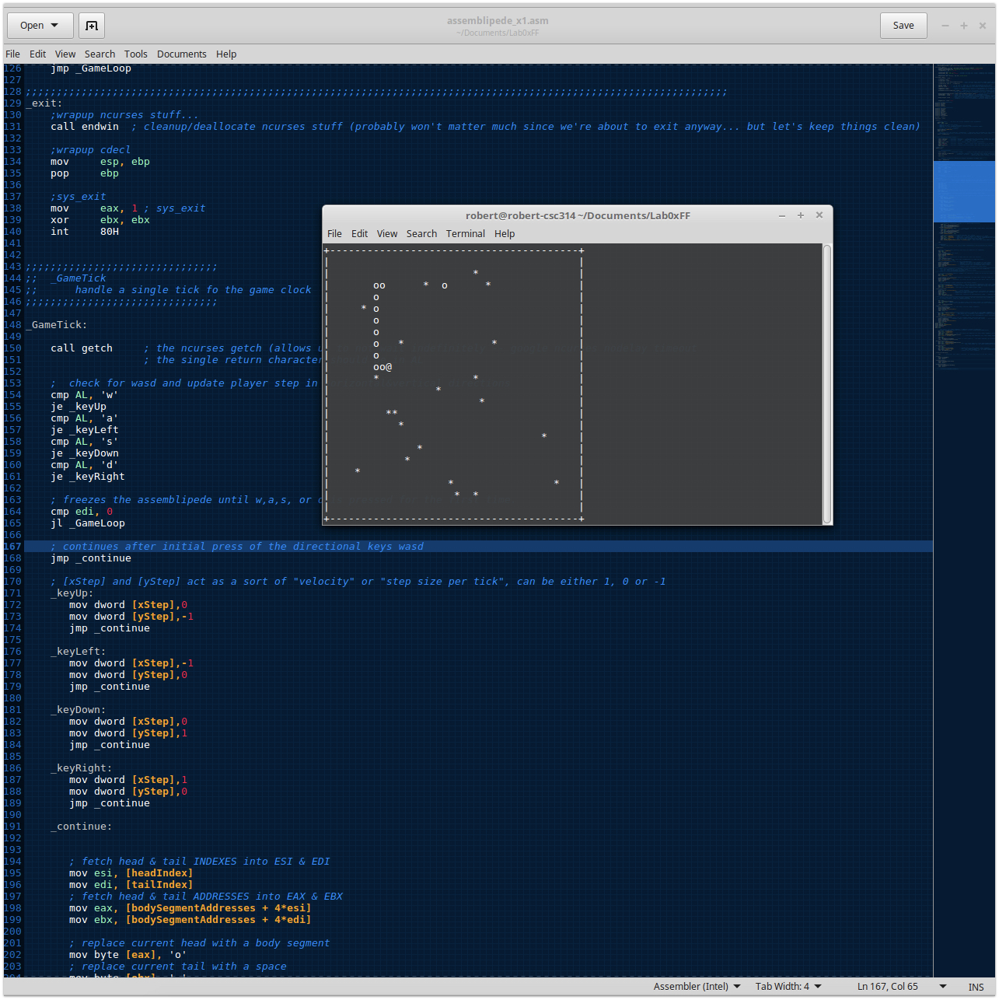 Open
assemblipede_x1.asm
~/Documents/Lab0xFF
Save
File Edit View Search Tools Documents Help
126 jmp _GameLoop
127
128 ;;;;;;;;;;;;;;;;;;;;;;;;;;;;;;;;;;;;;;;;;;;;;;;;;;;;;;;;;;;;;;;;;;;;;;;;;;;;;;;;;;;;;;;;;;;;;;;;;;;;;;;;;;;;;;;;;
129 _exit:
130 ;wrapup ncurses stuff...
131 call endwin ; cleanup/deallocate ncurses stuff (probably won't matter much since we're about to exit anyway... but let's keep things clean)
132
133 ;wrapup cdecl
134 mov esp, ebp
135 pop ebp
136
137 ;sys_exit
138 mov eax, 1 ; sys_exit
139 xor ebx, ebx
140 int 80H
141
142
143 ;;;;;;;;;;;;;;;;;;;;;;;;;;;;;;;
144 ;; _GameTick
145 ;; handle a single tick fo the game clock
146 ;;;;;;;;;;;;;;;;;;;;;;;;;;;;;;;
147
148 _GameTick:
149
150 call getch ; the ncurses getch (allows u
151 ; the single return character
152
153 ; check for wasd and update player step in
154 cmp AL, 'w'
155 je _keyUp
156 cmp AL, 'a'
157 je _keyLeft
158 cmp AL, 's'
159 je _keyDown
160 cmp AL, 'd'
161 je _keyRight
162
163 ; freezes the assemblipede until w,a,s, or d
164 cmp edi, 0
165 jl _GameLoop
166
167 ; continues after initial press of the directional keys wasd
168 jmp _continue
169
170 ; [xStep] and [yStep] act as a sort of "velocity" or "step size per tick", can be either 1, 0 or -1
171 _keyUp:
172 mov dword [xStep],0
173 mov dword [yStep],-1
174 jmp _continue
175
176 _keyLeft:
177 mov dword [xStep],-1
178 mov dword [yStep],0
179 jmp _continue
180
181 _keyDown:
182 mov dword [xStep],0
183 mov dword [yStep],1
184 jmp _continue
185
186 _keyRight:
187 mov dword [xStep],1
188 mov dword [yStep],0
189 jmp _continue
190
191 _continue:
192
193
194 ; fetch head & tail INDEXES into ESI & EDI
195 mov esi, [headIndex]
196 mov edi, [tailIndex]
197 ; fetch head & tail ADDRESSES into EAX & EBX
198 mov eax, [bodySegmentAddresses + 4*esi]
199 mov ebx, [bodySegmentAddresses + 4*edi]
200
201 ; replace current head with a body segment
202 mov byte [eax], 'o'
203 ; replace current tail with a space
robert@robert-csc314 ~/Documents/Lab0xFF
File Edit View Search Terminal Help
+----------------------------------------+
*
oo * o *
o
* o
o
o
o * *
o
oo@
* *
*
*
**
*
*
*
*
*
* *
* *
+----------------------------------------+
Assembler (Intel) Tab Width: 4 Ln 167, Col 65 INS